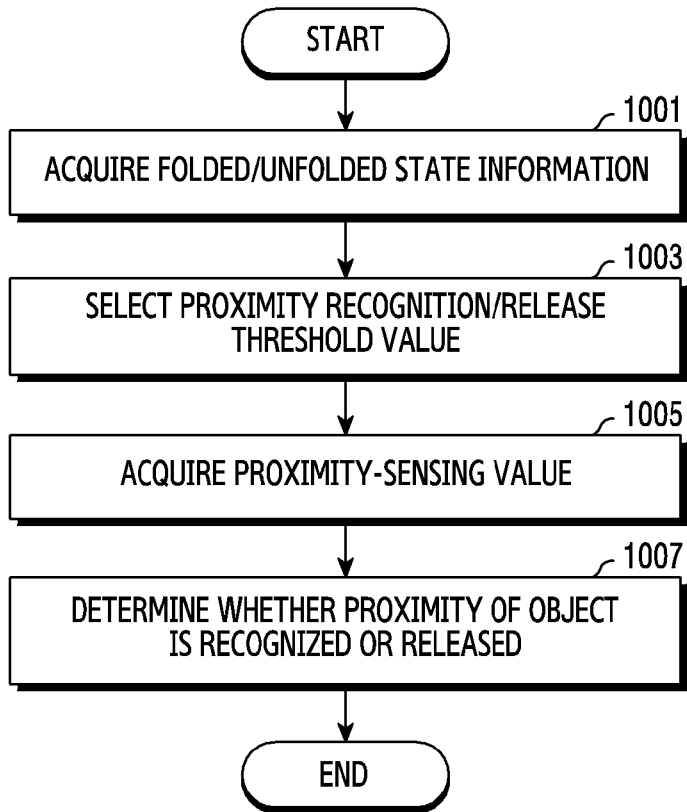 START
1001
ACQUIRE FOLDED/UNFOLDED STATE INFORMATION
1003
SELECT PROXIMITY RECOGNITION/RELEASE
THRESHOLD VALUE
1005
ACQUIRE PROXIMITY-SENSING VALUE
1007
DETERMINE WHETHER PROXIMITY OF OBJECT
IS RECOGNIZED OR RELEASED
END